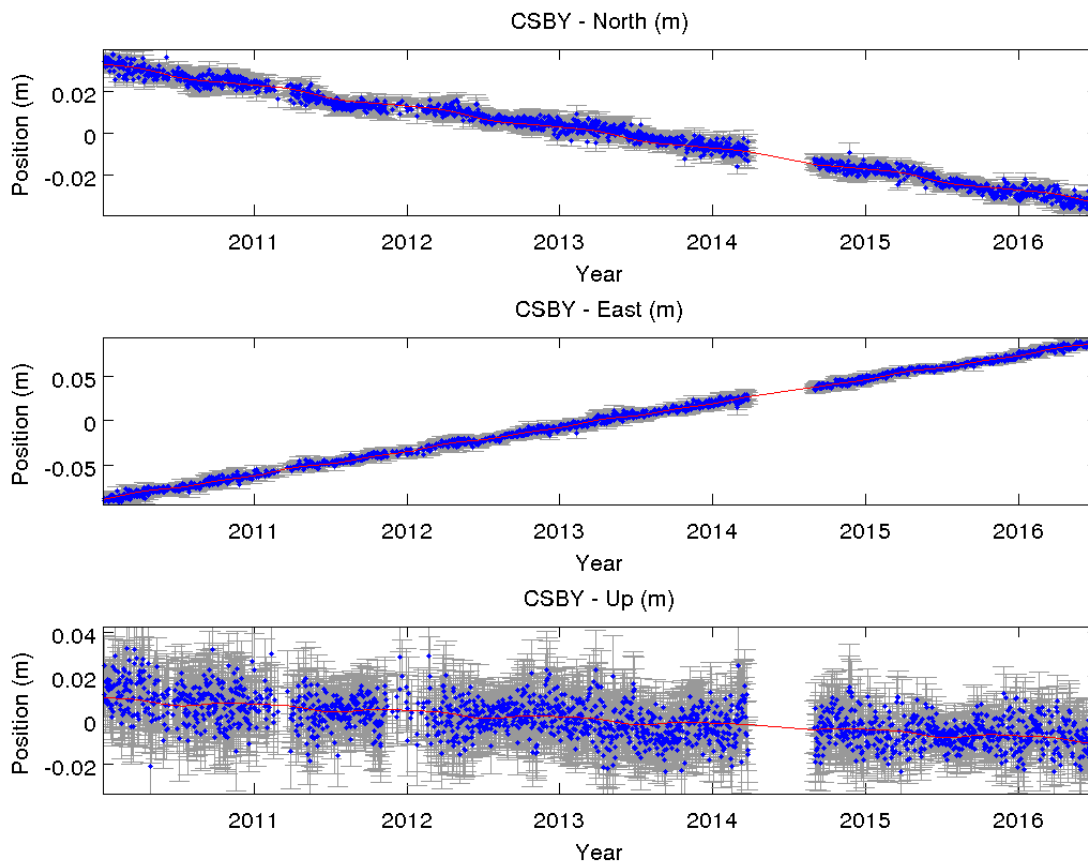 CSBY - North (m)
Position (m)
0.02
0
-0.02
2011 2012 2013 2014 2015 2016
Year
CSBY - East (m)
Position (m)
0.05
0
-0.05
2011 2012 2013 2014 2015 2016
Year
CSBY - Up (m)
Position (m)
0.04
0.02
0
-0.02
2011 2012 2013 2014 2015 2016
Year